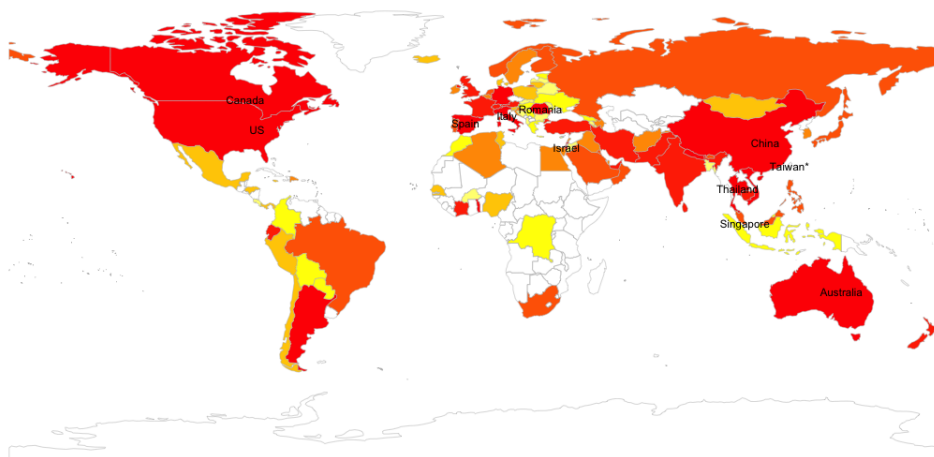 Canada
US
Spain
Italy
Romania
Israel
China
Taiwan*
Thailand
Singapore
Australia